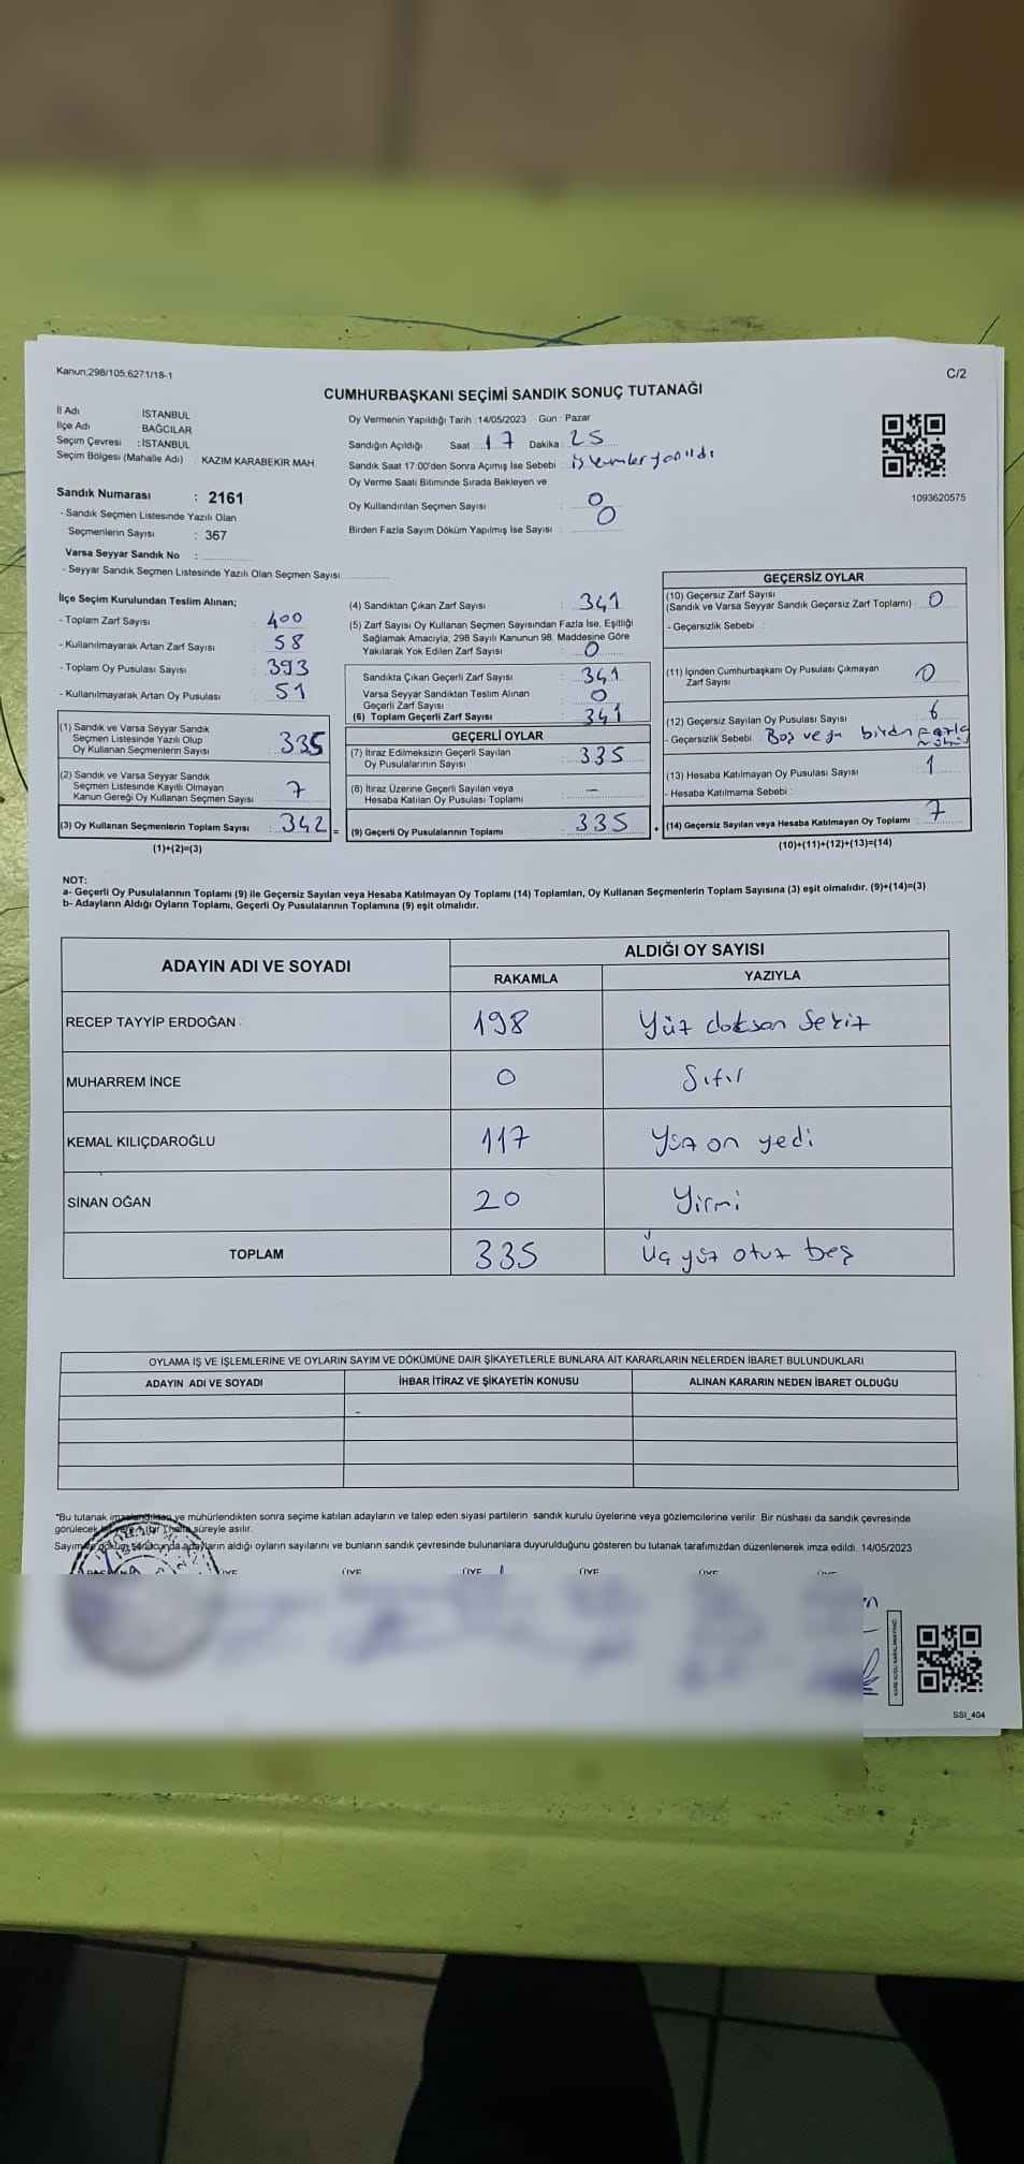 Kanun;298/105,6271/18-1
C/2
CUMHURBAŞKANI SEÇİMİ SANDIK SONUÇ TUTANAĞI
İl Adı İSTANBUL
İlçe Adı BAĞCILAR
Seçim Çevresi : İSTANBUL
Seçim Bölgesi (Mahalle Adı) KAZIM KARABEKİR MAH.
Oy Vermenin Yapıldığı Tarih : 14/05/2023 Gün : Pazar
Sandığın Açıldığı Saat 17 Dakika : 25
Sandık Saat 17:00'den Sonra Açımış İse Sebebi işlemler yapıldı
Oy Verme Saati Bitiminde Sırada Bekleyen ve
Oy Kullandırılan Seçmen Sayısı : 0
Birden Fazla Sayım Döküm Yapılmış İse Sayısı : 0
1093620575
Sandık Numarası : 2161
- Sandık Seçmen Listesinde Yazılı Olan
Seçmenlerin Sayısı : 367
Varsa Seyyar Sandık No :
- Seyyar Sandık Seçmen Listesinde Yazılı Olan Seçmen Sayısı:
İlçe Seçim Kurulundan Teslim Alınan;
- Toplam Zarf Sayısı : 400
- Kullanılmayarak Artan Zarf Sayısı : 58
- Toplam Oy Pusulası Sayısı : 393
- Kullanılmayarak Artan Oy Pusulası : 51
(1) Sandık ve Varsa Seyyar Sandık
Seçmen Listesinde Yazılı Olup
Oy Kullanan Seçmenlerin Sayısı : 335
(2) Sandık ve Varsa Seyyar Sandık
Seçmen Listesinde Kayıtlı Olmayan
Kanun Gereği Oy Kullanan Seçmen Sayısı : 7
(3) Oy Kullanan Seçmenlerin Toplam Sayısı : 342 =
(1)+(2)=(3)
(4) Sandıktan Çıkan Zarf Sayısı : 341
(5) Zarf Sayısı Oy Kullanan Seçmen Sayısından Fazla İse, Eşitliği
Sağlamak Amacıyla, 298 Sayılı Kanunun 98. Maddesine Göre
Yakılarak Yok Edilen Zarf Sayısı : 0
Sandıkta Çıkan Geçerli Zarf Sayısı : 341
Varsa Seyyar Sandıktan Teslim Alınan
Geçerli Zarf Sayısı : 0
(6) Toplam Geçerli Zarf Sayısı : 341
GEÇERLİ OYLAR
(7) İtiraz Edilmeksizin Geçerli Sayılan
Oy Pusulalarının Sayısı : 335
(8) İtiraz Üzerine Geçerli Sayılan veya
Hesaba Katılan Oy Pusulası Toplamı : —
(9) Geçerli Oy Pusulalarının Toplamı : 335 +
GEÇERSİZ OYLAR
(10) Geçersiz Zarf Sayısı
(Sandık ve Varsa Seyyar Sandık Geçersiz Zarf Toplamı) : 0
- Geçersizlik Sebebi :
(11) İçinden Cumhurbaşkanı Oy Pusulası Çıkmayan
Zarf Sayısı : 0
(12) Geçersiz Sayılan Oy Pusulası Sayısı : 6
- Geçersizlik Sebebi : Boş veya birden fazla mühür
(13) Hesaba Katılmayan Oy Pusulası Sayısı : 1
- Hesaba Katılmama Sebebi :
(14) Geçersiz Sayılan veya Hesaba Katılmayan Oy Toplamı : 7
(10)+(11)+(12)+(13)=(14)
NOT:
a- Geçerli Oy Pusulalarının Toplamı (9) ile Geçersiz Sayılan veya Hesaba Katılmayan Oy Toplamı (14) Toplamları, Oy Kullanan Seçmenlerin Toplam Sayısına (3) eşit olmalıdır. (9)+(14)=(3)
b- Adayların Aldığı Oyların Toplamı, Geçerli Oy Pusulalarının Toplamına (9) eşit olmalıdır.
ADAYIN ADI VE SOYADI
ALDIĞI OY SAYISI
RAKAMLA YAZIYLA
RECEP TAYYİP ERDOĞAN 198 Yüz doksan sekiz
MUHARREM İNCE 0 Sıfır
KEMAL KILIÇDAROĞLU 117 Yüz on yedi
SİNAN OĞAN 20 Yirmi
TOPLAM 335 Üç yüz otuz beş
OYLAMA İŞ VE İŞLEMLERİNE VE OYLARIN SAYIM VE DÖKÜMÜNE DAİR ŞİKAYETLERLE BUNLARA AİT KARARLARIN NELERDEN İBARET BULUNDUKLARI
ADAYIN ADI VE SOYADI İHBAR İTİRAZ VE ŞİKAYETİN KONUSU ALINAN KARARIN NEDEN İBARET OLDUĞU
*Bu tutanak imzalandıktan ve mühürlendikten sonra seçime katılan adayların ve talep eden siyasi partilerin sandık kurulu üyelerine veya gözlemcilerine verilir. Bir nüshası da sandık çevresinde
görülecek bir yere 1 hafta süreyle asılır.
Sayım ve döküm sonucunda adayların aldığı oyların sayılarını ve bunların sandık çevresinde bulunanlara duyurulduğunu gösteren bu tutanak tarafımızdan düzenlenerek imza edildi. 14/05/2023
ÜYE ÜYE ÜYE ÜYE ÜYE
SSI_404